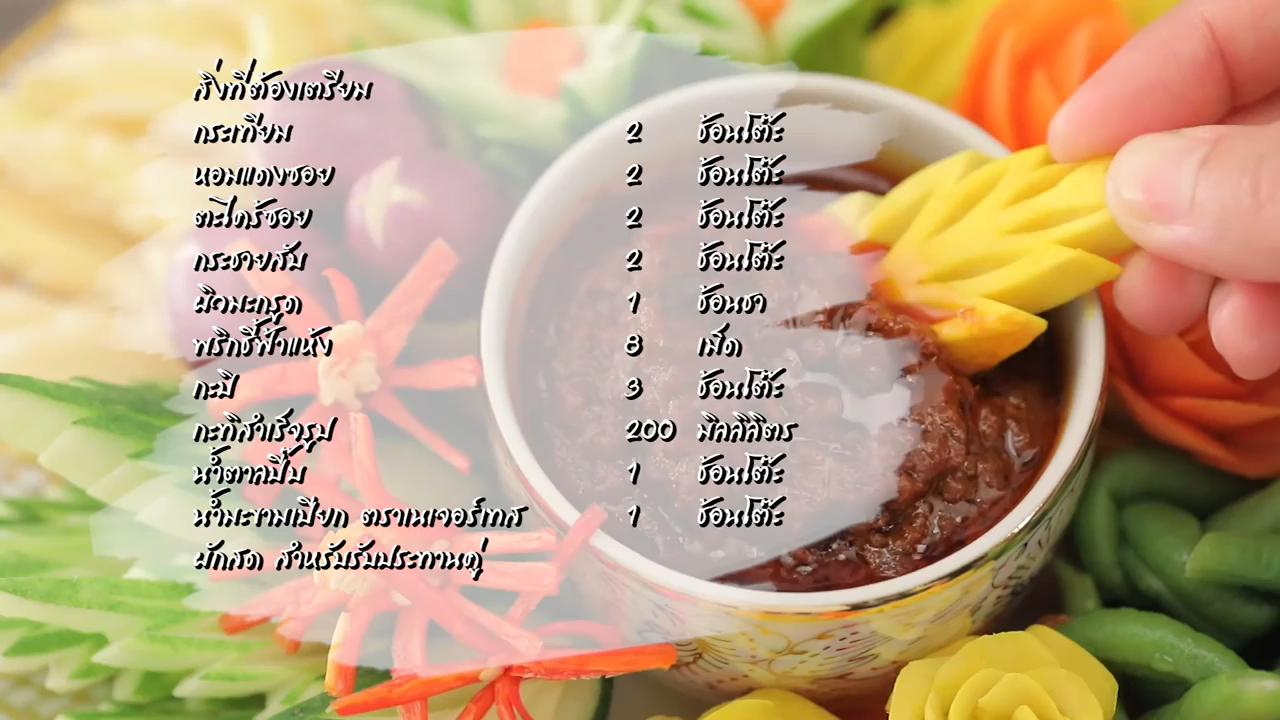 สิ่งที่ต้องเตรียม
กระเทียม 2 ช้อนโต๊ะ
หอมแดงซอย 2 ช้อนโต๊ะ
ตะไคร้ซอย 2 ช้อนโต๊ะ
กระชายสับ 2 ช้อนโต๊ะ
ผิวมะกรูด 1 ช้อนชา
พริกชี้ฟ้าแห้ง 8 เม็ด
กะปิ 3 ช้อนโต๊ะ
กะทิสำเร็จรูป 200 มิลลิลิตร
น้ำตาลปี๊บ 1 ช้อนโต๊ะ
น้ำมะขามเปียก ตราเนเจอร์เทส 1 ช้อนโต๊ะ
ผักสด สำหรับรับประทานคู่